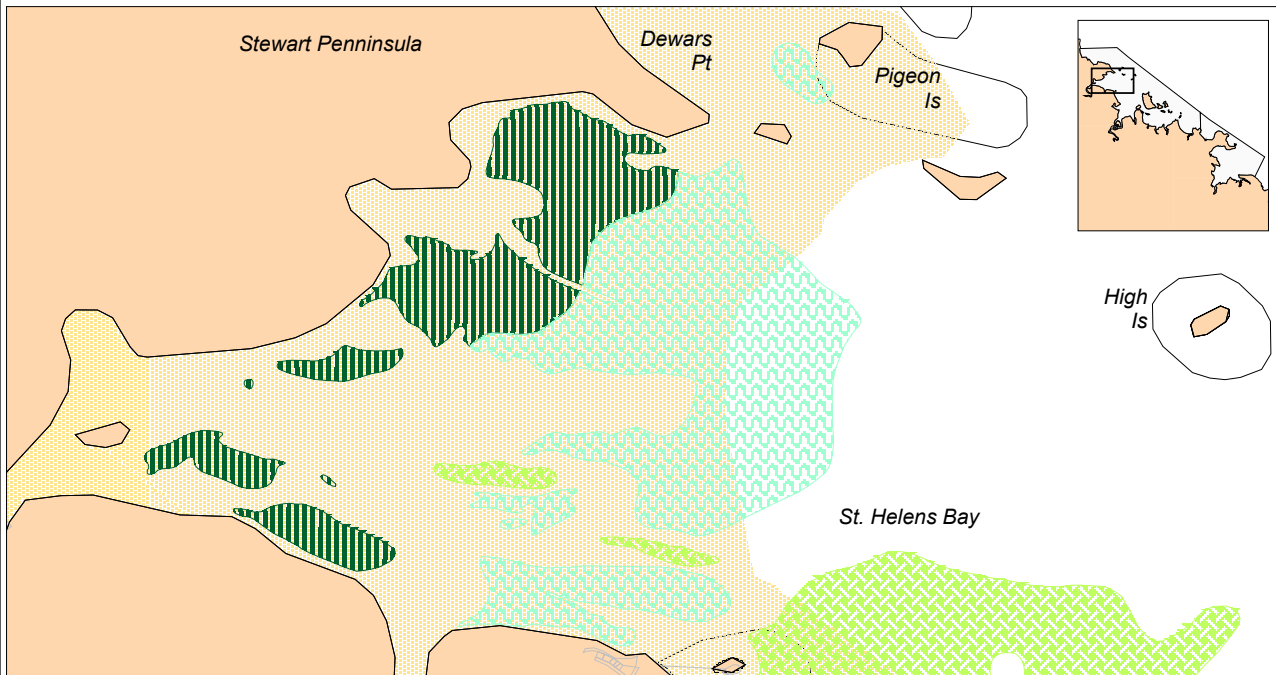 Stewart Penninsula
Dewars
Pt
Pigeon
Is
High
Is
St. Helens Bay